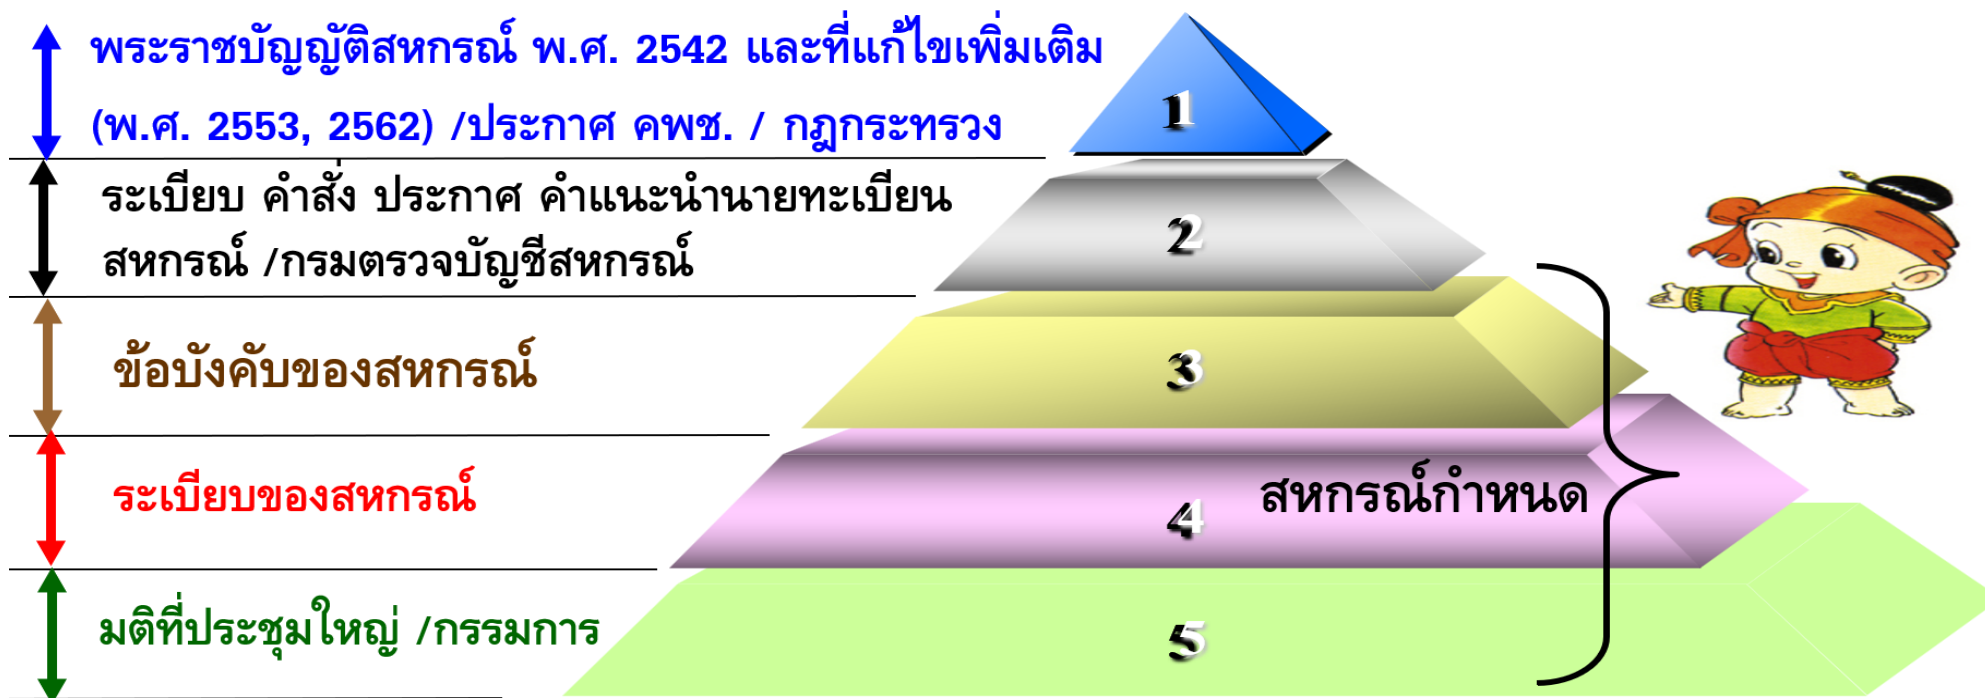 พระราชบัญญัติสหกรณ์ พ.ศ. 2542 และที่แก้ไขเพิ่มเติม
(พ.ศ. 2553, 2562) /ประกาศ คพช. / กฎกระทรวง
1
ระเบียบ คำสั่ง ประกาศ คำแนะนำนายทะเบียน
สหกรณ์ /กรมตรวจบัญชีสหกรณ์
2
ข้อบังคับของสหกรณ์
3
ระเบียบของสหกรณ์
4
สหกรณ์กำหนด
มติที่ประชุมใหญ่ /กรรมการ
5